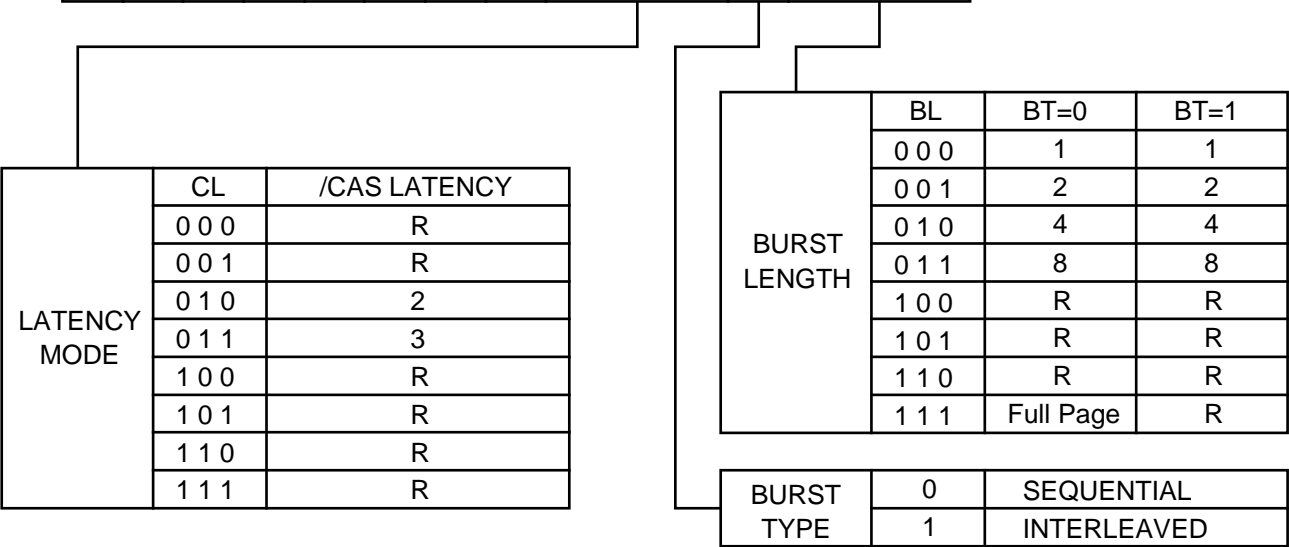 LATENCY MODE
CL /CAS LATENCY
0 0 0 R
0 0 1 R
0 1 0 2
0 1 1 3
1 0 0 R
1 0 1 R
1 1 0 R
1 1 1 R
BURST LENGTH
BL BT=0 BT=1
0 0 0 1 1
0 0 1 2 2
0 1 0 4 4
0 1 1 8 8
1 0 0 R R
1 0 1 R R
1 1 0 R R
1 1 1 Full Page R
BURST TYPE
0 SEQUENTIAL
1 INTERLEAVED